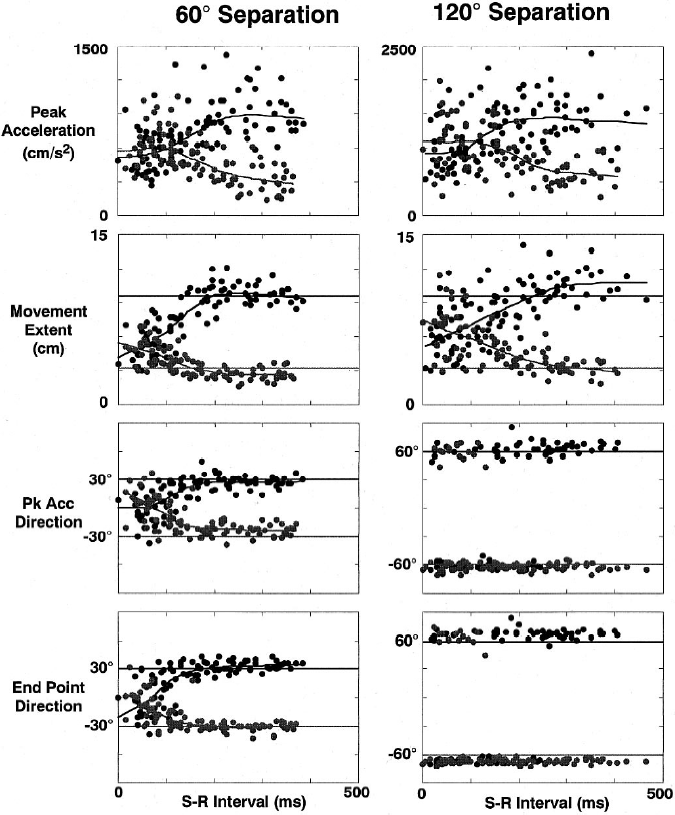 60° Separation
120° Separation
1500
Peak
Acceleration
(cm/s²)
0
2500
0
15
Movement
Extent
(cm)
0
15
0
30°
Pk Acc
Direction
-30°
60°
-60°
30°
End Point
Direction
-30°
60°
-60°
0
S-R Interval (ms)
500
0
S-R Interval (ms)
500